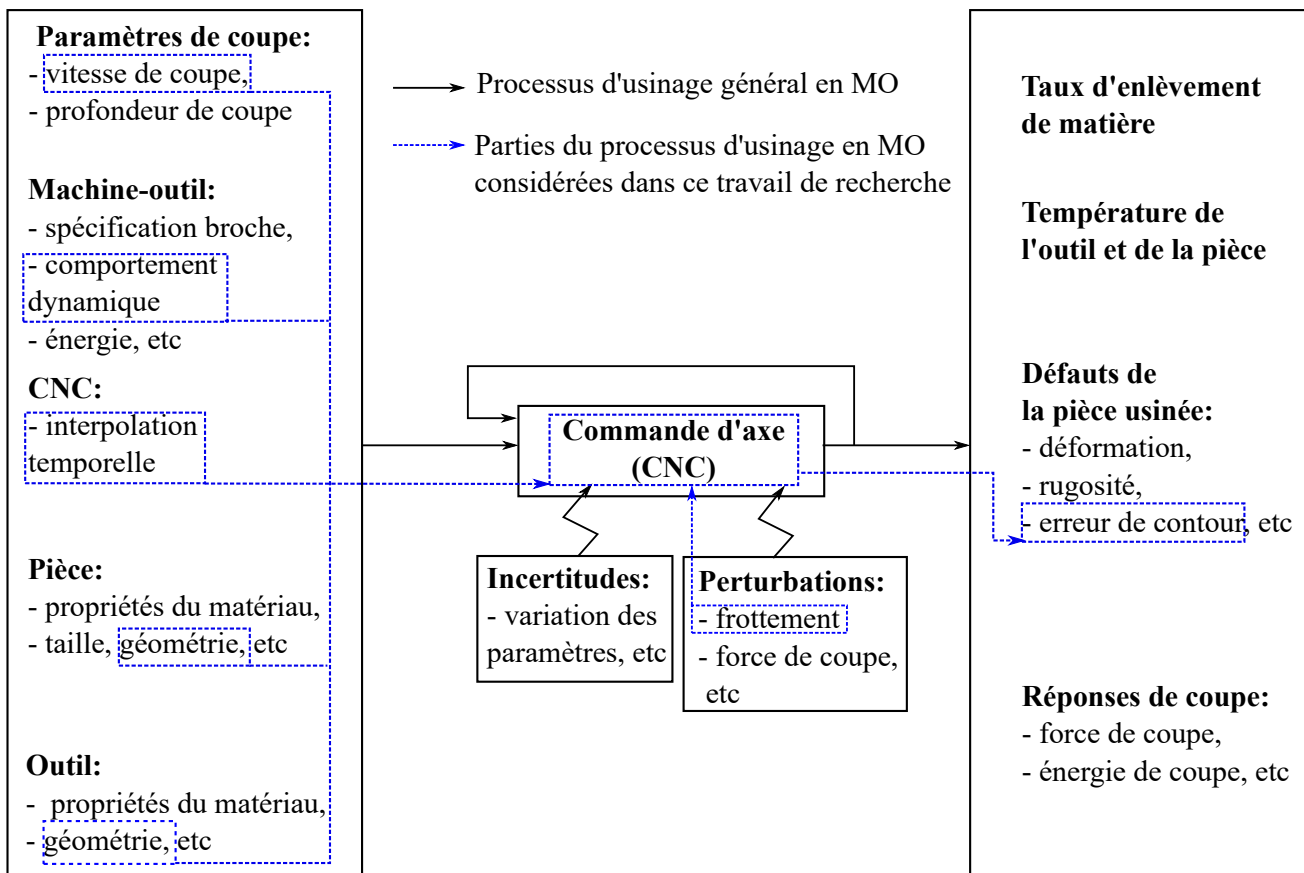 Paramètres de coupe:
- vitesse de coupe,
- profondeur de coupe
Machine-outil:
- spécification broche,
- comportement
dynamique
- énergie, etc
CNC:
- interpolation
temporelle
Pièce:
- propriétés du matériau,
- taille, géométrie, etc
Outil:
- propriétés du matériau,
- géométrie, etc
Processus d'usinage général en MO
Parties du processus d'usinage en MO
considérées dans ce travail de recherche
Commande d'axe
(CNC)
Incertitudes:
- variation des
paramètres, etc
Perturbations:
- frottement
- force de coupe,
etc
Taux d'enlèvement
de matière
Température de
l'outil et de la pièce
Défauts de
la pièce usinée:
- déformation,
- rugosité,
- erreur de contour, etc
Réponses de coupe:
- force de coupe,
- énergie de coupe, etc